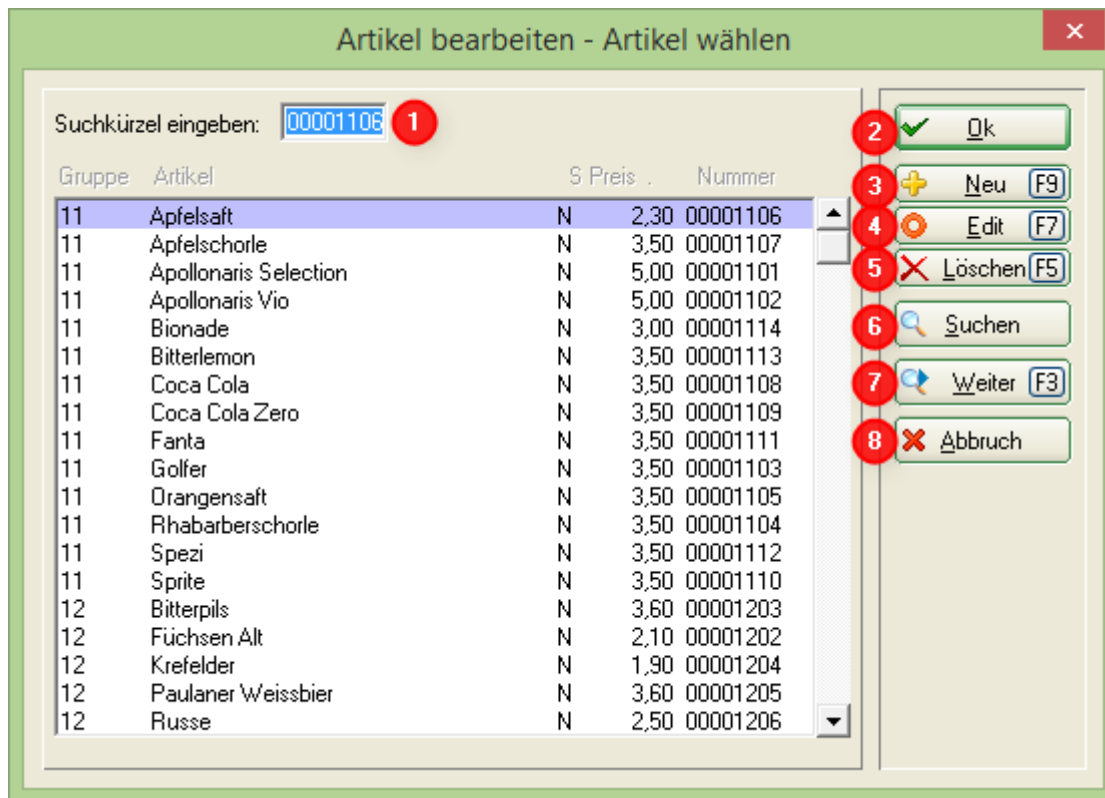 Artikel bearbeiten - Artikel wählen
Suchkürzel eingeben: 00001106 1
Gruppe Artikel S Preis . Nummer
11 Apfelsaft N 2,30 00001106
11 Apfelschorle N 3,50 00001107
11 Apollonaris Selection N 5,00 00001101
11 Apollonaris Vio N 5,00 00001102
11 Bionade N 3,00 00001114
11 Bitterlemon N 3,50 00001113
11 Coca Cola N 3,50 00001108
11 Coca Cola Zero N 3,50 00001109
11 Fanta N 3,50 00001111
11 Golfer N 3,50 00001103
11 Orangensaft N 3,50 00001105
11 Rhabarberschorle N 3,50 00001104
11 Spezi N 3,50 00001112
11 Sprite N 3,50 00001110
12 Bitterpils N 3,60 00001203
12 Füchsen Alt N 2,10 00001202
12 Krefelder N 1,90 00001204
12 Paulaner Weissbier N 3,60 00001205
12 Russe N 2,50 00001206
2 Ok
3 Neu F9
4 Edit F7
5 Löschen F5
6 Suchen
7 Weiter F3
8 Abbruch